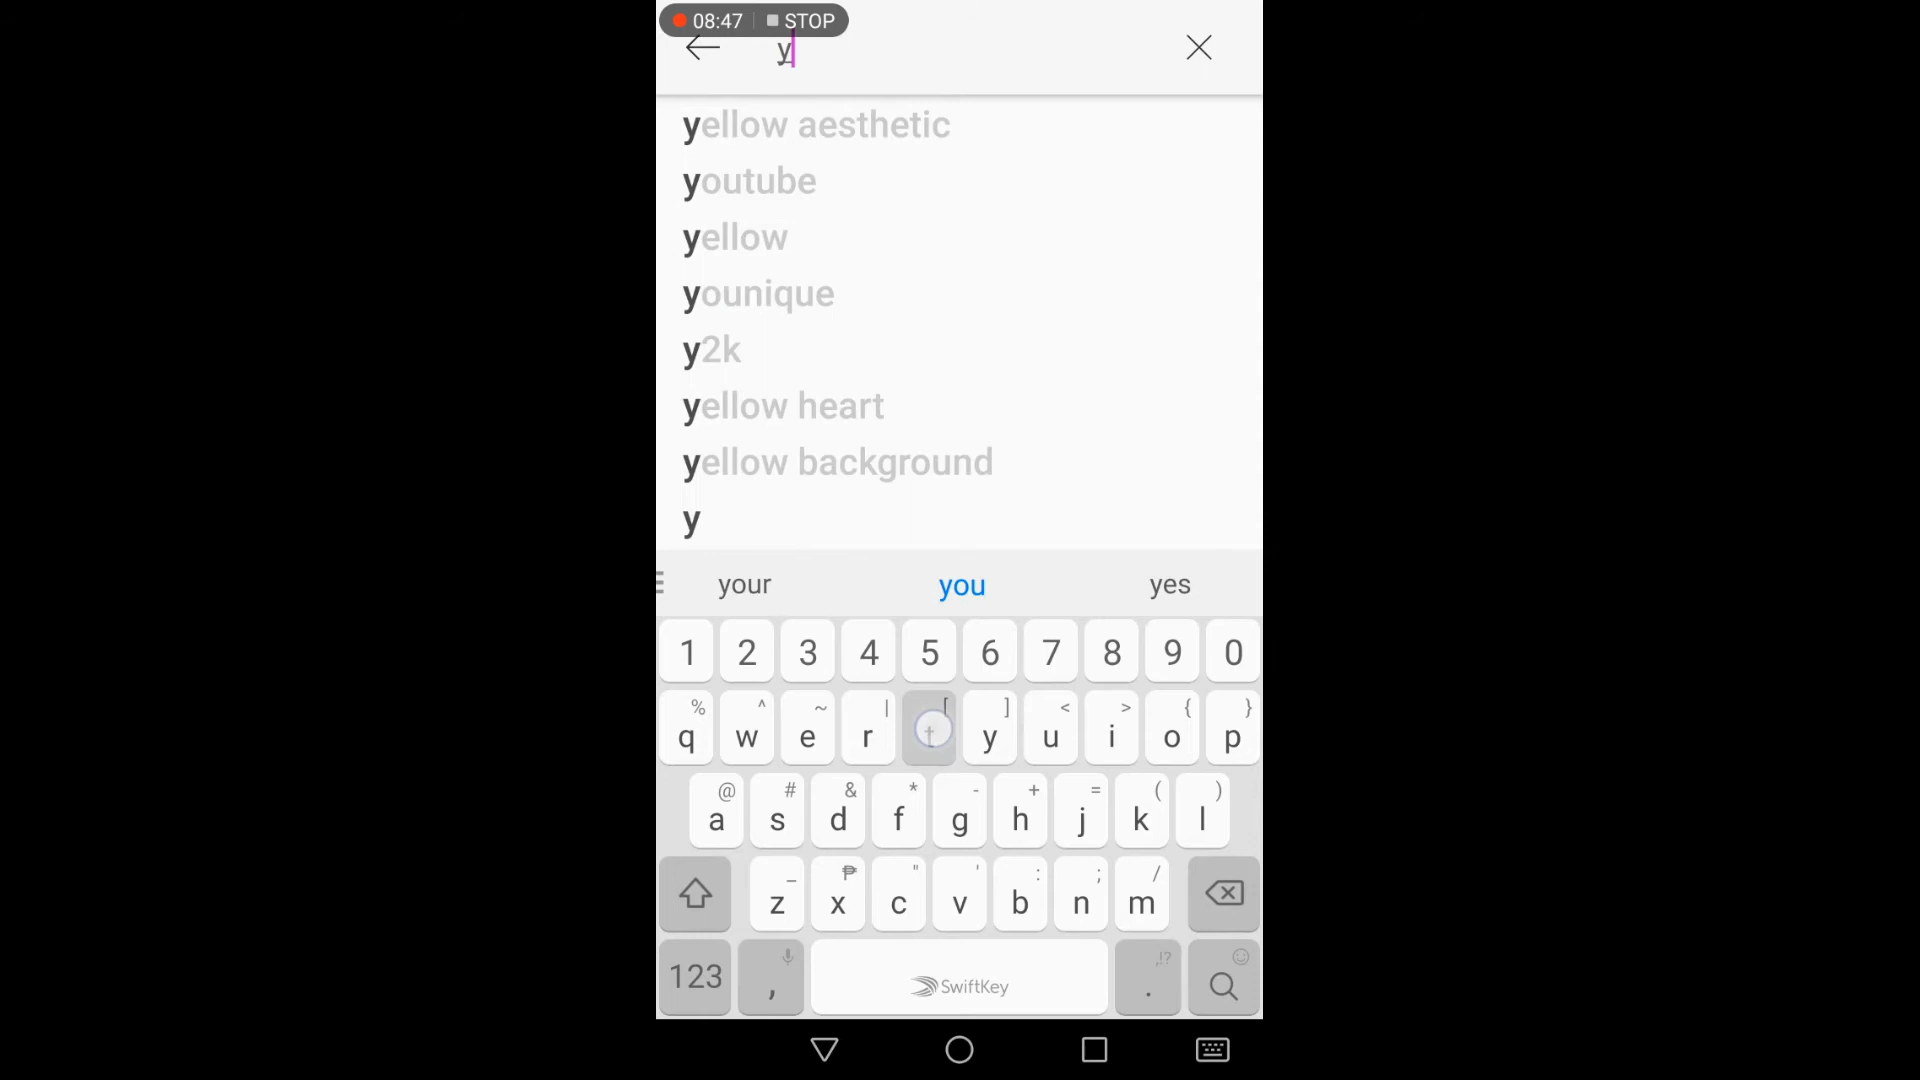 08:47 STOP
y
yellow aesthetic
youtube
yellow
younique
y2k
yellow heart
yellow background
y
your you yes
1 2 3 4 5 6 7 8 9 0
% ^ ~ | [ ] < > { }
q w e r t y u i o p
@ # & * - + = ( )
a s d f g h j k l
_ ₱ " ' : ; /
z x c v b n m
,!?
123 , SwiftKey .